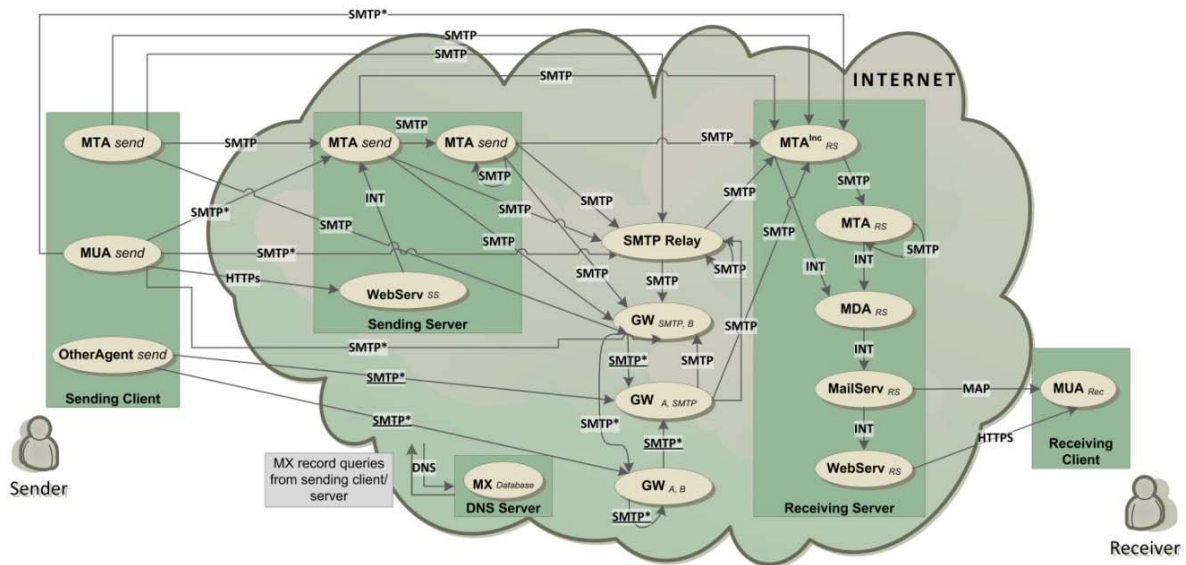 SMTP*
SMTP
SMTP
SMTP
INTERNET
MTA send
SMTP
MTA send
SMTP
MTA send
SMTP
SMTP
MTA Inc RS
SMTP
INT
SMTP
SMTP
MTA RS
SMTP
SMTP*
SMTP
SMTP
SMTP
SMTP
SMTP
MUA send
SMTP*
SMTP Relay
INT
INT
HTTPs
SMTP
SMTP
SMTP
WebServ SS
Sending Server
GW SMTP, B
MDA RS
SMTP*
SMTP*
SMTP
SMTP
INT
OtherAgent send
SMTP*
GW A, SMTP
MailServ RS
MAP
MUA Rec
Sending Client
SMTP*
SMTP*
SMTP*
INT
HTTPS
Receiving Client
MX record queries from sending client/ server
DNS
MX Database
DNS Server
GW A, B
SMTP*
WebServ RS
Receiving Server
Sender
Receiver